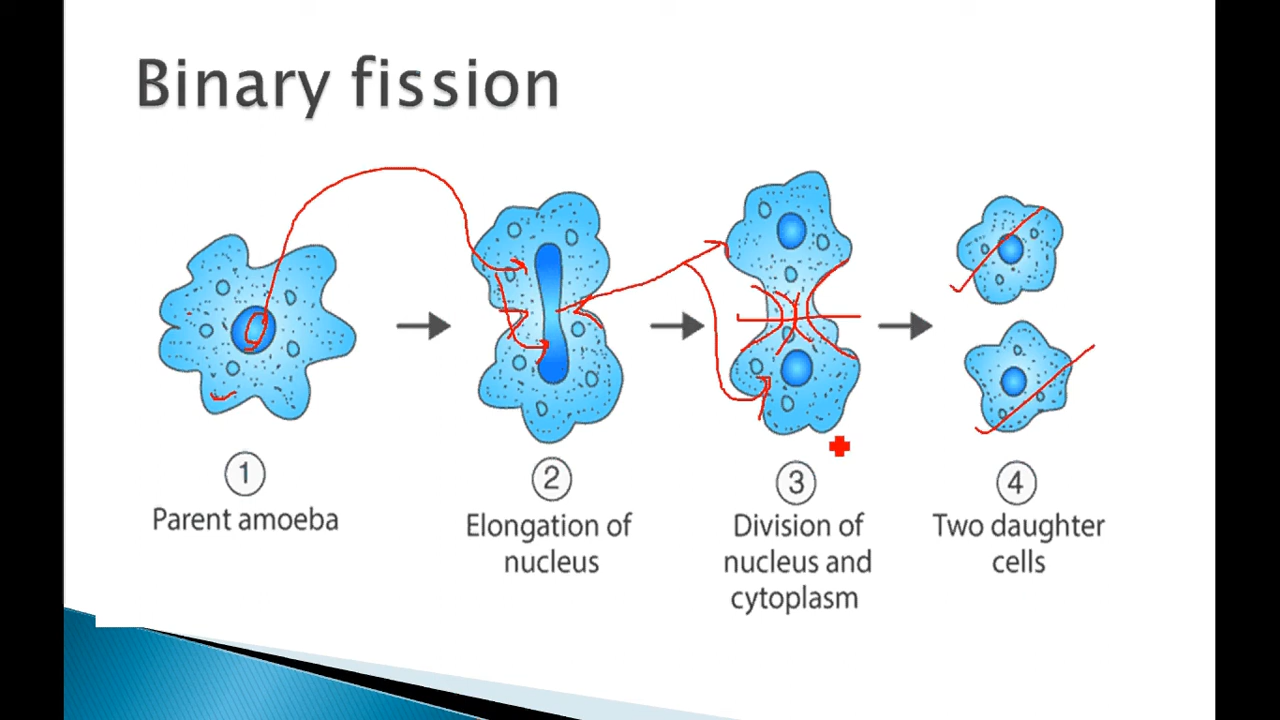 Binary fission
1
Parent amoeba
2
Elongation of
nucleus
3
Division of
nucleus and
cytoplasm
4
Two daughter
cells